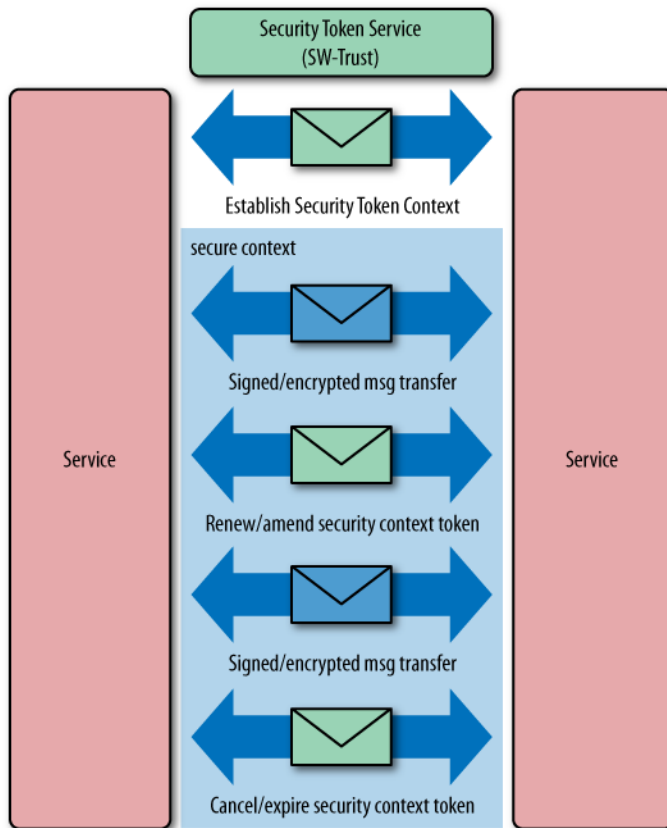 Security Token Service
(SW-Trust)
Establish Security Token Context
secure context
Signed/encrypted msg transfer
Service
Service
Renew/amend security context token
Signed/encrypted msg transfer
Cancel/expire security context token